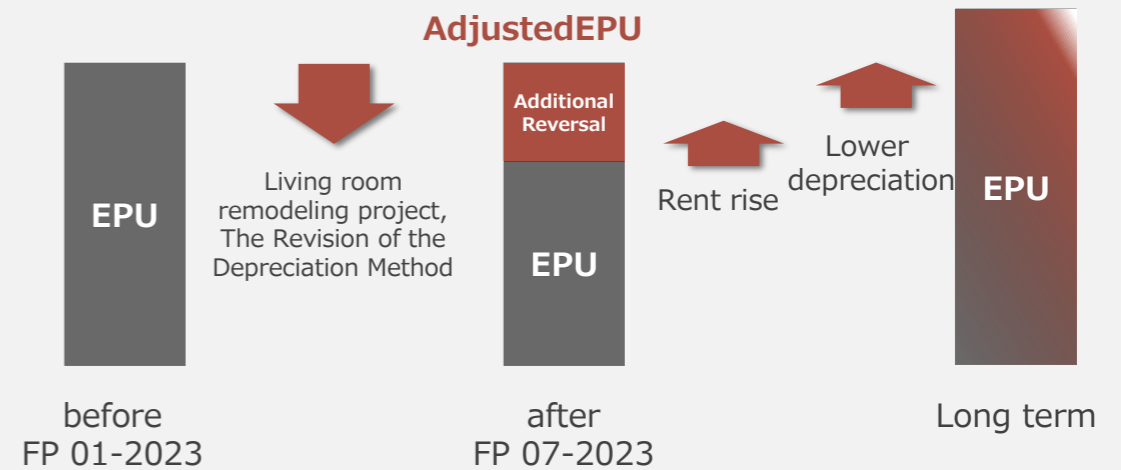 AdjustedEPU
EPU
Living room
remodeling project,
The Revision of the
Depreciation Method
Additional
Reversal
EPU
Rent rise
Lower
depreciation
EPU
before
FP 01-2023
after
FP 07-2023
Long term